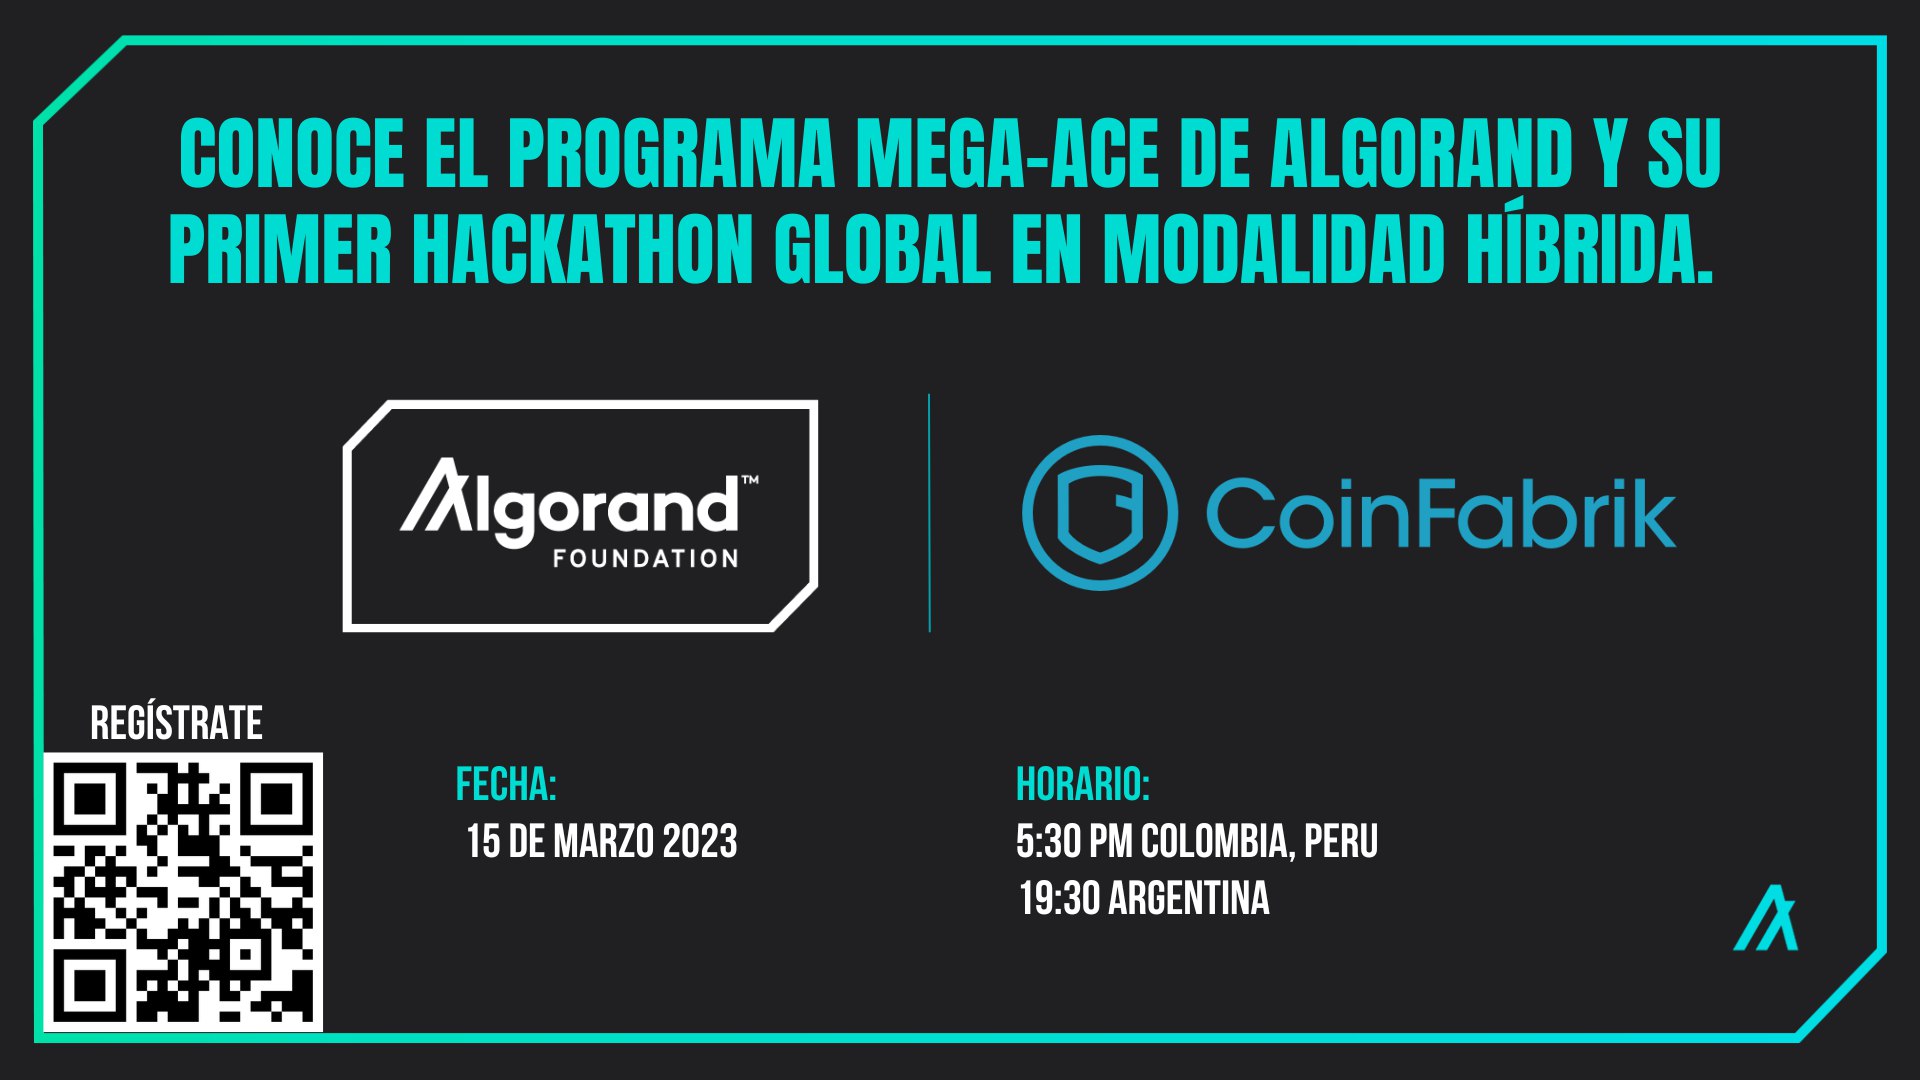 CONOCE EL PROGRAMA MEGA-ACE DE ALGORAND Y SU
PRIMER HACKATHON GLOBAL EN MODALIDAD HÍBRIDA.
Algorand™
FOUNDATION
CoinFabrik
REGÍSTRATE
FECHA:
15 DE MARZO 2023
HORARIO:
5:30 PM COLOMBIA, PERU
19:30 ARGENTINA